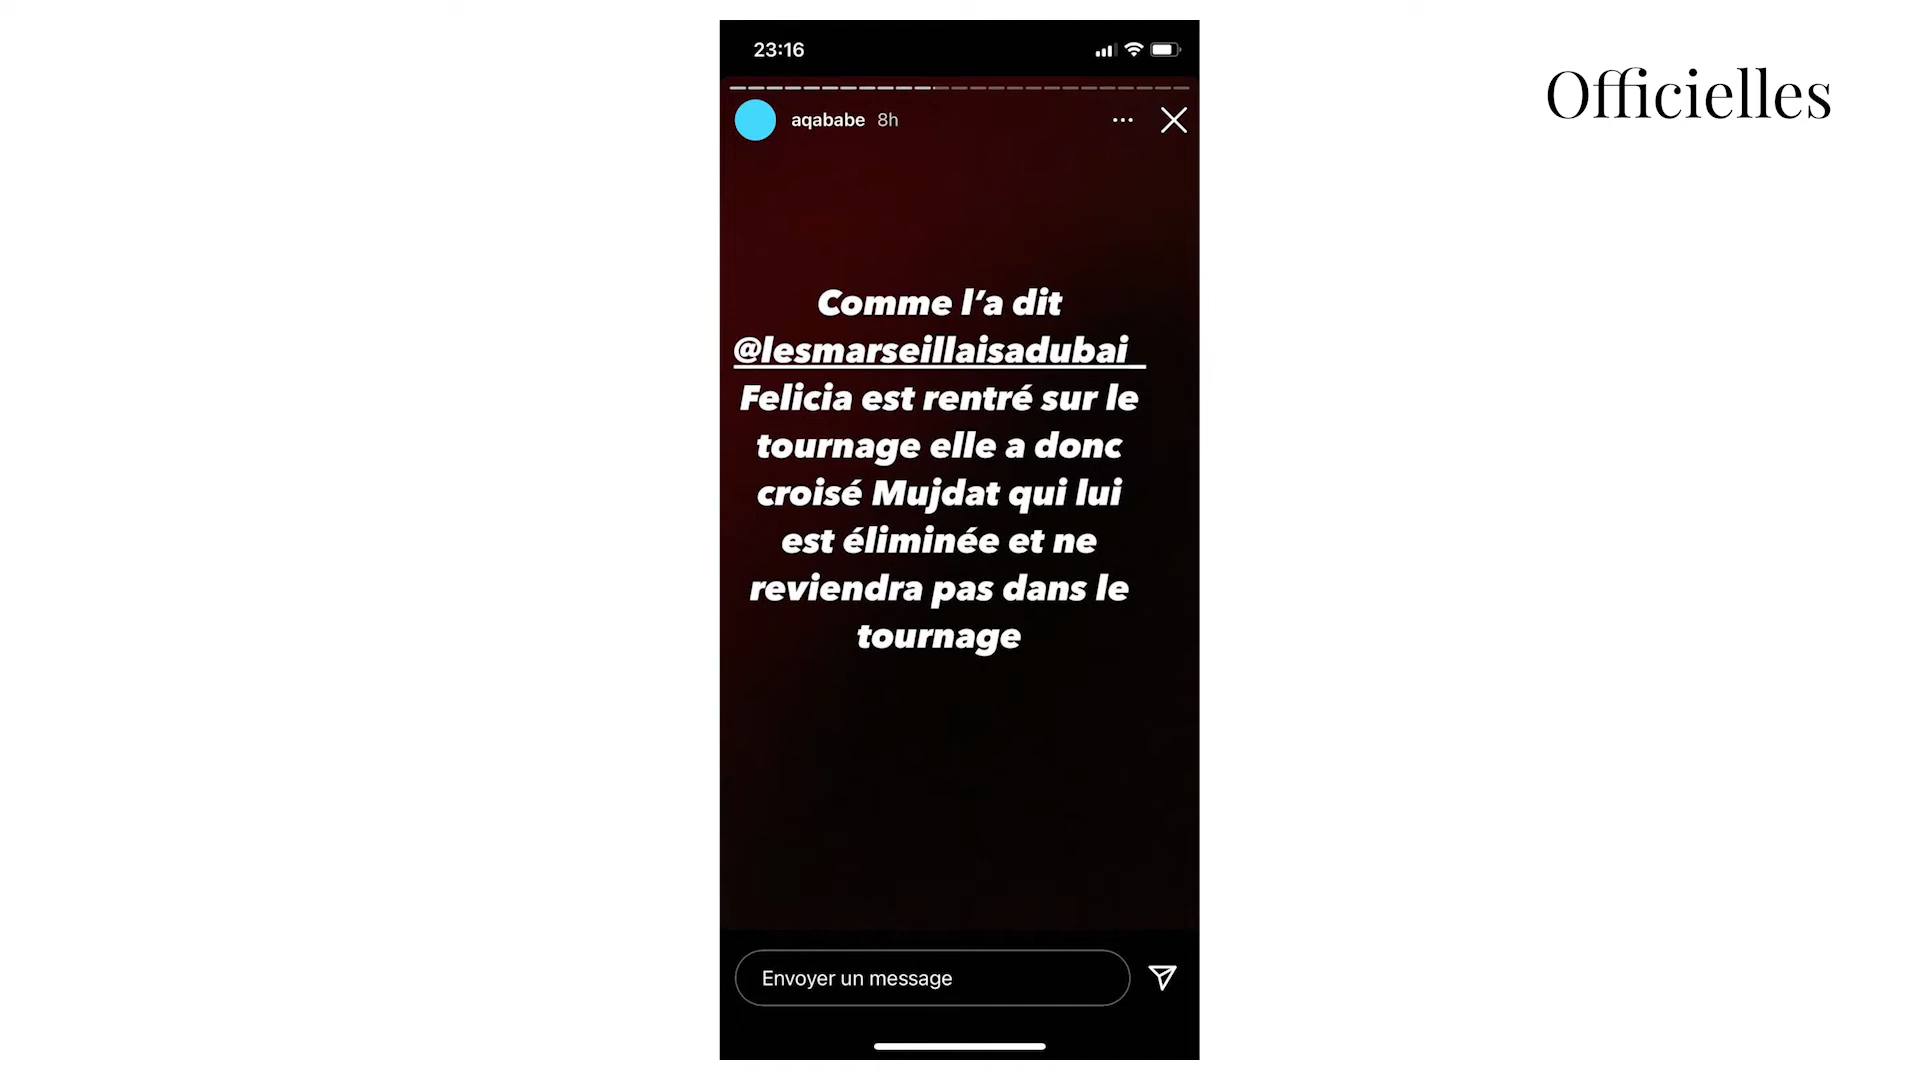 23:16
Officielles
aqababe 8h
Comme l'a dit
@lesmarseillaisadubai_
Felicia est rentré sur le
tournage elle a donc
croisé Mujdat qui lui
est éliminée et ne
reviendra pas dans le
tournage
Envoyer un message